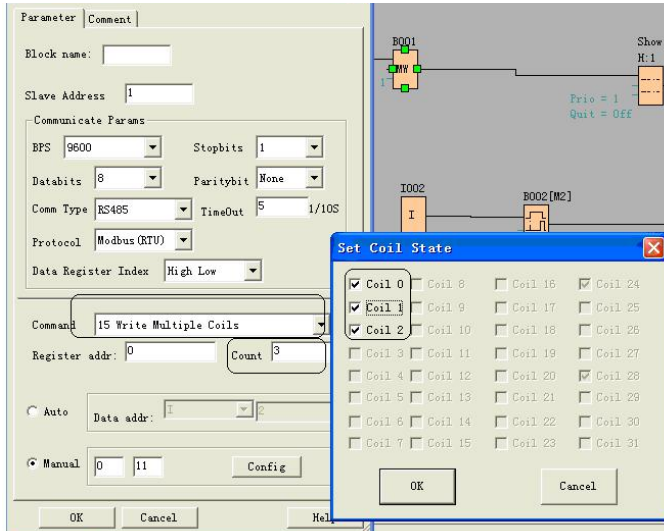 Parameter Comment
Block name:
Slave Address 1
Communicate Params
BPS 9600 Stopbits 1
Databits 8 Paritybit None
Comm Type RS485 TimeOut 5 1/10S
Protocol Modbus(RTU)
Data Register Index High Low
Command 15 Write Multiple Coils
Register addr: 0 Count 3
Auto Data addr: I 2
Manual 0 11 Config
OK Cancel Help
B001
MW
1
Show
H:1
Prio = 1
Quit = Off
I002
I
B002[M2]
Set Coil State
Coil 0 Coil 8 Coil 16 Coil 24
Coil 1 Coil 9 Coil 17 Coil 25
Coil 2 Coil 10 Coil 18 Coil 26
Coil 3 Coil 11 Coil 19 Coil 27
Coil 4 Coil 12 Coil 20 Coil 28
Coil 5 Coil 13 Coil 21 Coil 29
Coil 6 Coil 14 Coil 22 Coil 30
Coil 7 Coil 15 Coil 23 Coil 31
OK Cancel